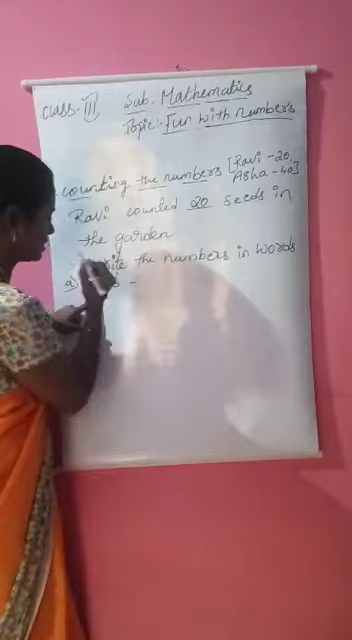 class - III Sub - Mathematics
Topic:- Fun with numbers
counting the numbers [Ravi - 20,
Asha - 40]
Ravi counted 20 seeds in
the garden
the numbers in words
a)